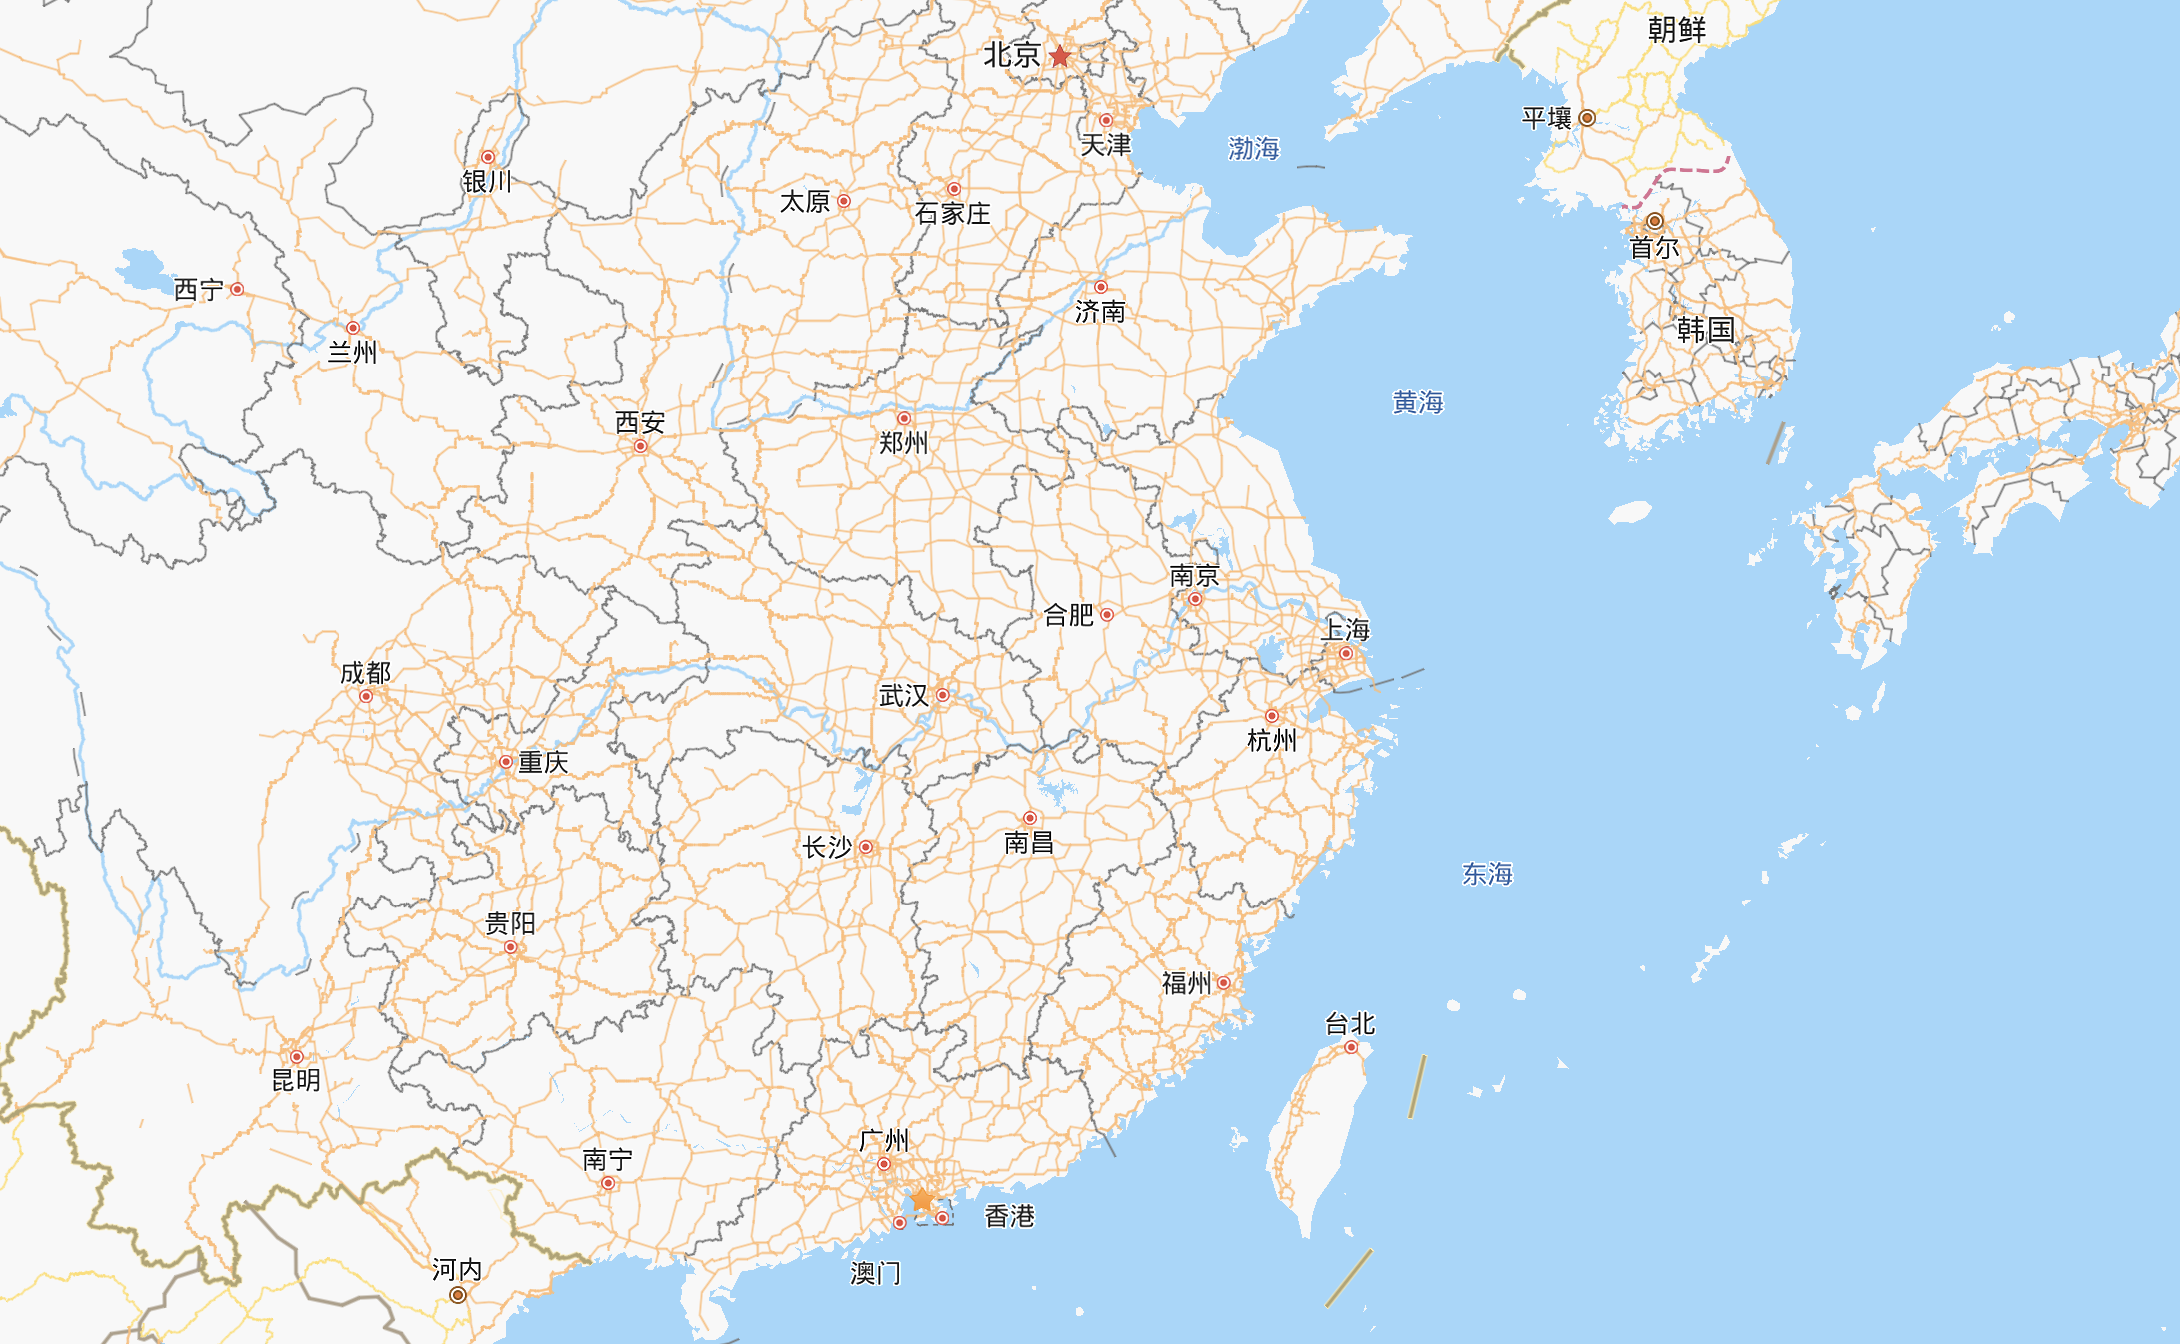 朝鲜
北京
平壤
天津
渤海
银川
太原
石家庄
首尔
西宁
济南
韩国
兰州
黄海
西安
郑州
南京
合肥
上海
成都
武汉
杭州
重庆
南昌
长沙
东海
贵阳
福州
台北
昆明
广州
南宁
香港
河内
澳门